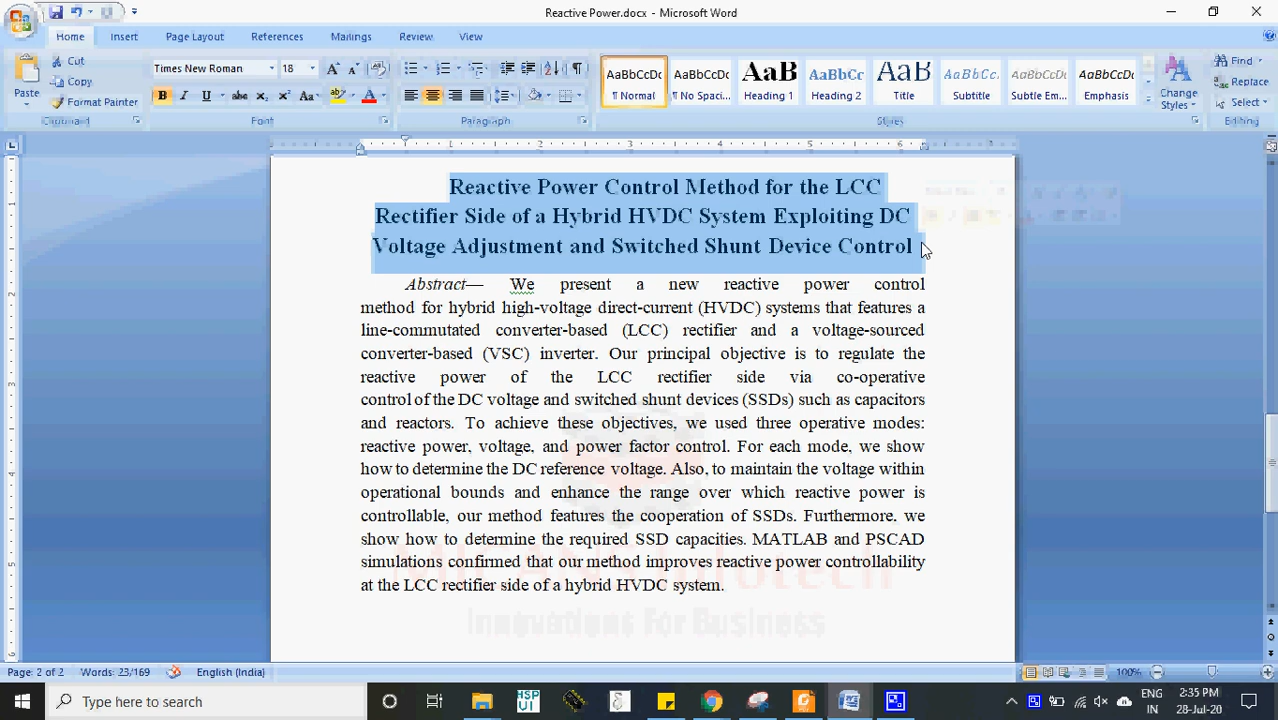 Reactive Power.docx - Microsoft Word
Home Insert Page Layout References Mailings Review View
Cut
Copy
Format Painter
Paste
Clipboard
Times New Roman 18
Font
Paragraph
AaBbCcDc AaBbCcDc AaB AaBbCc AaB AaBbCc. AaBbCcDc AaBbCcDc
¶ Normal ¶ No Spaci... Heading 1 Heading 2 Title Subtitle Subtle Em... Emphasis
Styles
Change Styles
Find
Replace
Select
Editing
Reactive Power Control Method for the LCC
Rectifier Side of a Hybrid HVDC System Exploiting DC
Voltage Adjustment and Switched Shunt Device Control
Abstract— We present a new reactive power control
method for hybrid high-voltage direct-current (HVDC) systems that features a
line-commutated converter-based (LCC) rectifier and a voltage-sourced
converter-based (VSC) inverter. Our principal objective is to regulate the
reactive power of the LCC rectifier side via co-operative
control of the DC voltage and switched shunt devices (SSDs) such as capacitors
and reactors. To achieve these objectives, we used three operative modes:
reactive power, voltage, and power factor control. For each mode, we show
how to determine the DC reference voltage. Also, to maintain the voltage within
operational bounds and enhance the range over which reactive power is
controllable, our method features the cooperation of SSDs. Furthermore, we
show how to determine the required SSD capacities. MATLAB and PSCAD
simulations confirmed that our method improves reactive power controllability
at the LCC rectifier side of a hybrid HVDC system.
Innovations For Business
Page: 2 of 2 Words: 23/169 English (India) 100%
Type here to search
HSP UI
ENG IN
2:35 PM
28-Jul-20